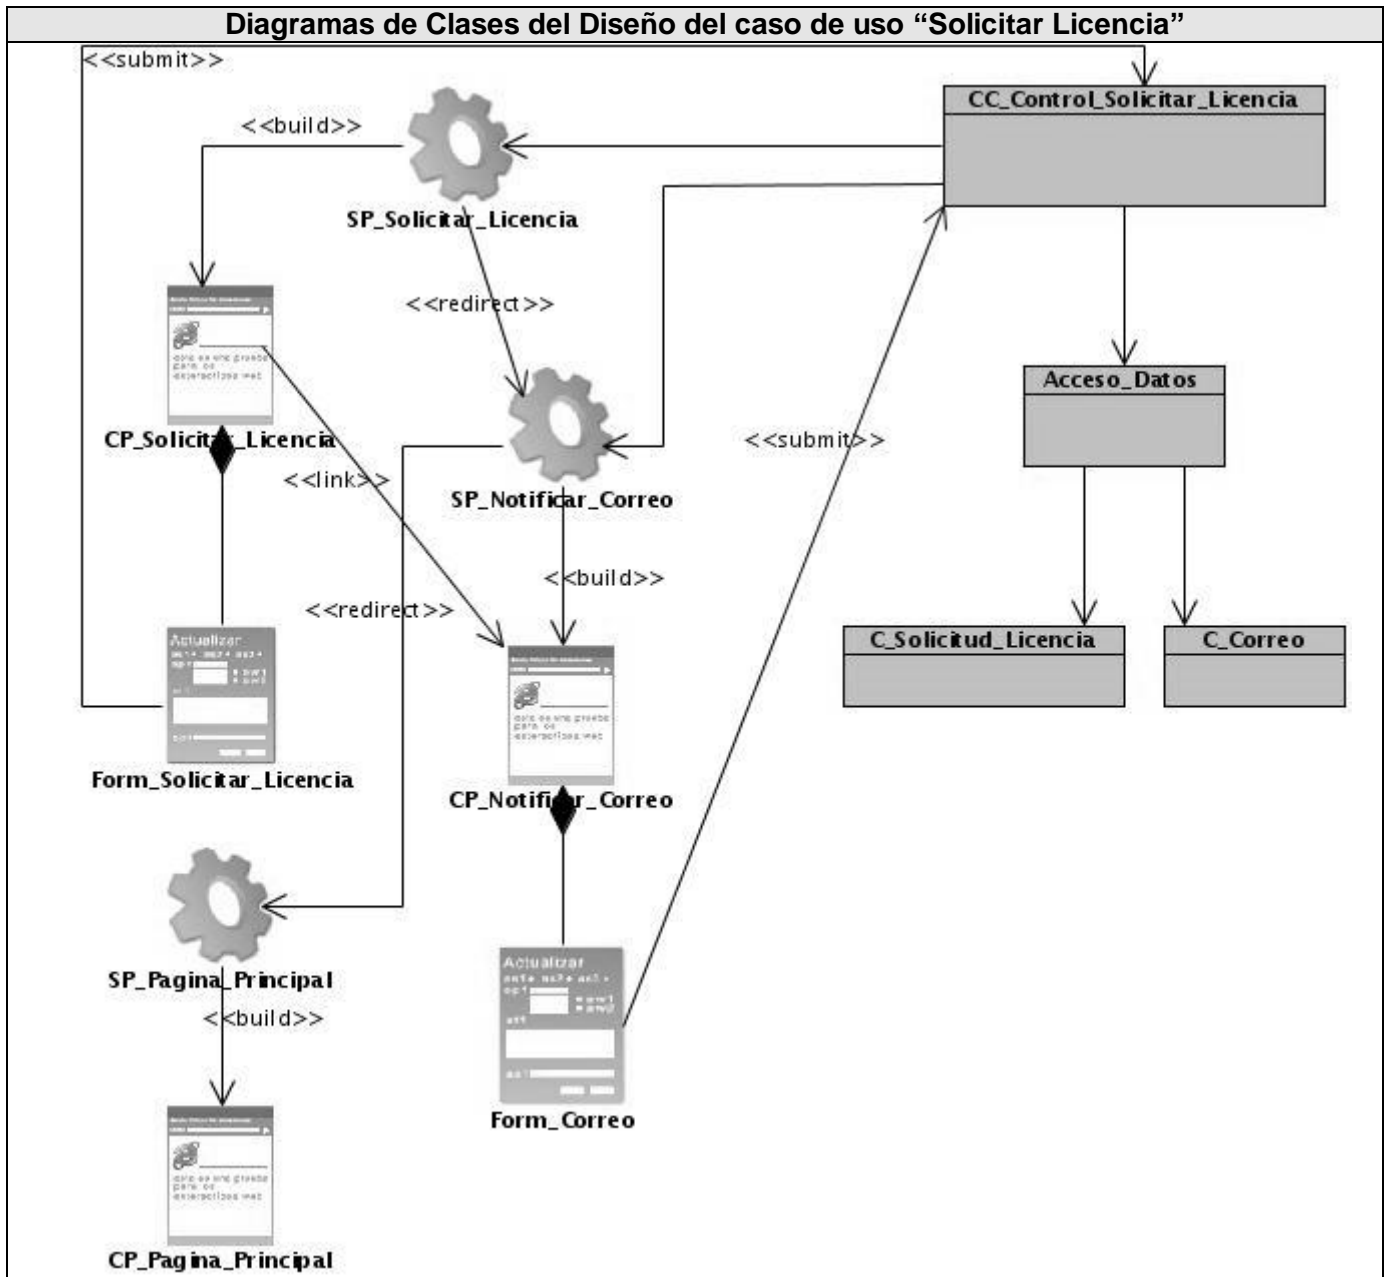 Diagramas de Clases del Diseño del caso de uso “Solicitar Licencia”
<<submit>>
CC_Control_Solicitar_Licencia
<<build>>
SP_Solicitar_Licencia
<<redirect>>
Acceso_Datos
CP_Solicitar_Licencia
<<submit>>
<<link>>
SP_Notificar_Correo
<<build>>
<<redirect>>
C_Solicitud_Licencia
C_Correo
Actualizar
Form_Solicitar_Licencia
CP_Notificar_Correo
SP_Pagina_Principal
Actualizar
<<build>>
Form_Correo
CP_Pagina_Principal